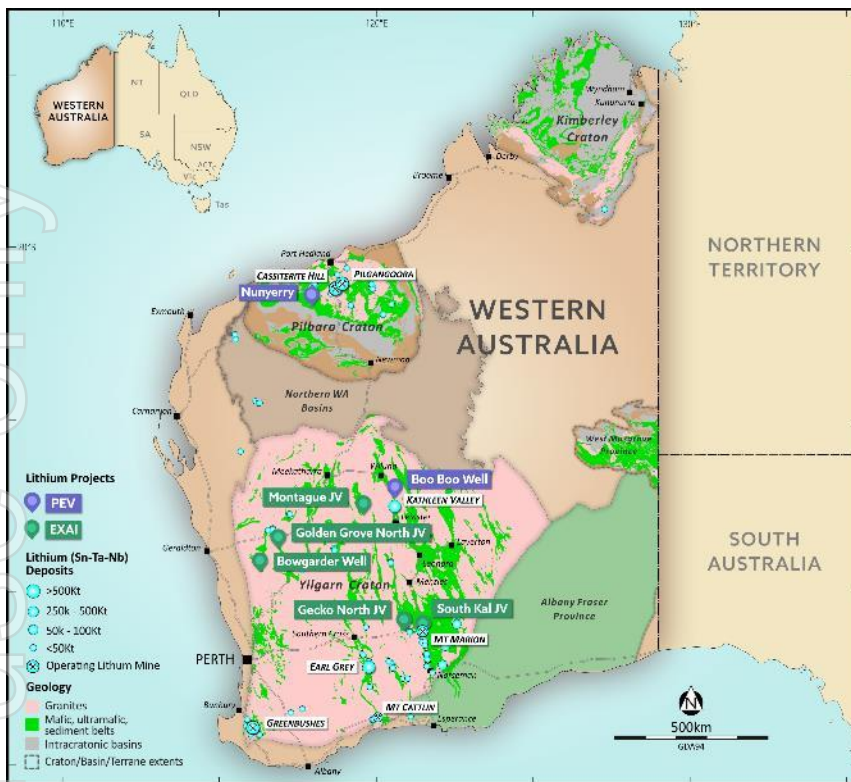 110°E
120°E
130°E
NT
QLD
WESTERN
AUSTRALIA
SA
NSW
ACT
Vic
Tas
Wyndham
Kununurra
Kimberley
Craton
Derby
Broome
20°S
Port Hedland
CASSITERITE HILL
PILGANGOORA
Nunyerry
Pilbara Craton
Exmouth
Newman
NORTHERN
TERRITORY
WESTERN
AUSTRALIA
Northern WA
Basins
Carnarvon
West Musgrave
Province
Meekatharra
Wiluna
Boo Boo Well
KATHLEEN VALLEY
Montague JV
Leinster
Golden Grove North JV
Laverton
Geraldton
Leonora
Bowgarder Well
Menzies
Yilgarn Craton
SOUTH
AUSTRALIA
Gecko North JV
South Kal JV
Albany Fraser
Province
Southern Cross
MT MARION
PERTH
EARL GREY
Norseman
Bunbury
MT CATTLIN
GREENBUSHES
Esperance
Albany
Lithium Projects
PEV
EXAI
Lithium (Sn-Ta-Nb)
Deposits
>500Kt
250k - 500Kt
50k - 100Kt
<50Kt
Operating Lithum Mine
Geology
Granites
Mafic, ultramafic,
sediment belts
Intracratonic basins
Craton/Basin/Terrane extents
N
500km
GDA94